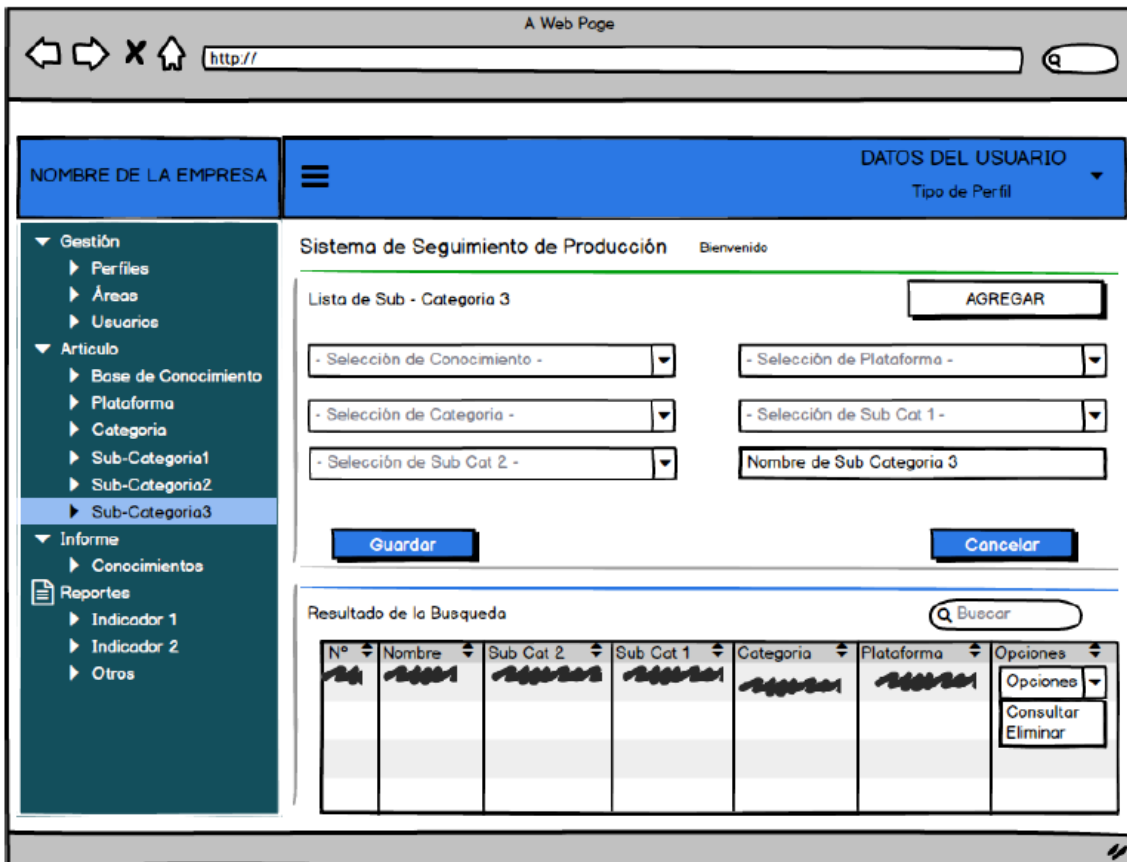 A Web Page
http://
NOMBRE DE LA EMPRESA
DATOS DEL USUARIO
Tipo de Perfil
Gestión
Perfiles
Áreas
Usuarios
Articulo
Base de Conocimiento
Plataforma
Categoria
Sub-Categoria1
Sub-Categoria2
Sub-Categoria3
Informe
Conocimientos
Reportes
Indicador 1
Indicador 2
Otros
Sistema de Seguimiento de Producción Bienvenido
Lista de Sub - Categoria 3 AGREGAR
- Selección de Conocimiento - - Selección de Plataforma -
- Selección de Categoria - - Selección de Sub Cat 1 -
- Selección de Sub Cat 2 - Nombre de Sub Categoria 3
Guardar Cancelar
Resultado de la Busqueda Buscar
Nº Nombre Sub Cat 2 Sub Cat 1 Categoria Plataforma Opciones
Opciones
Consultar
Eliminar